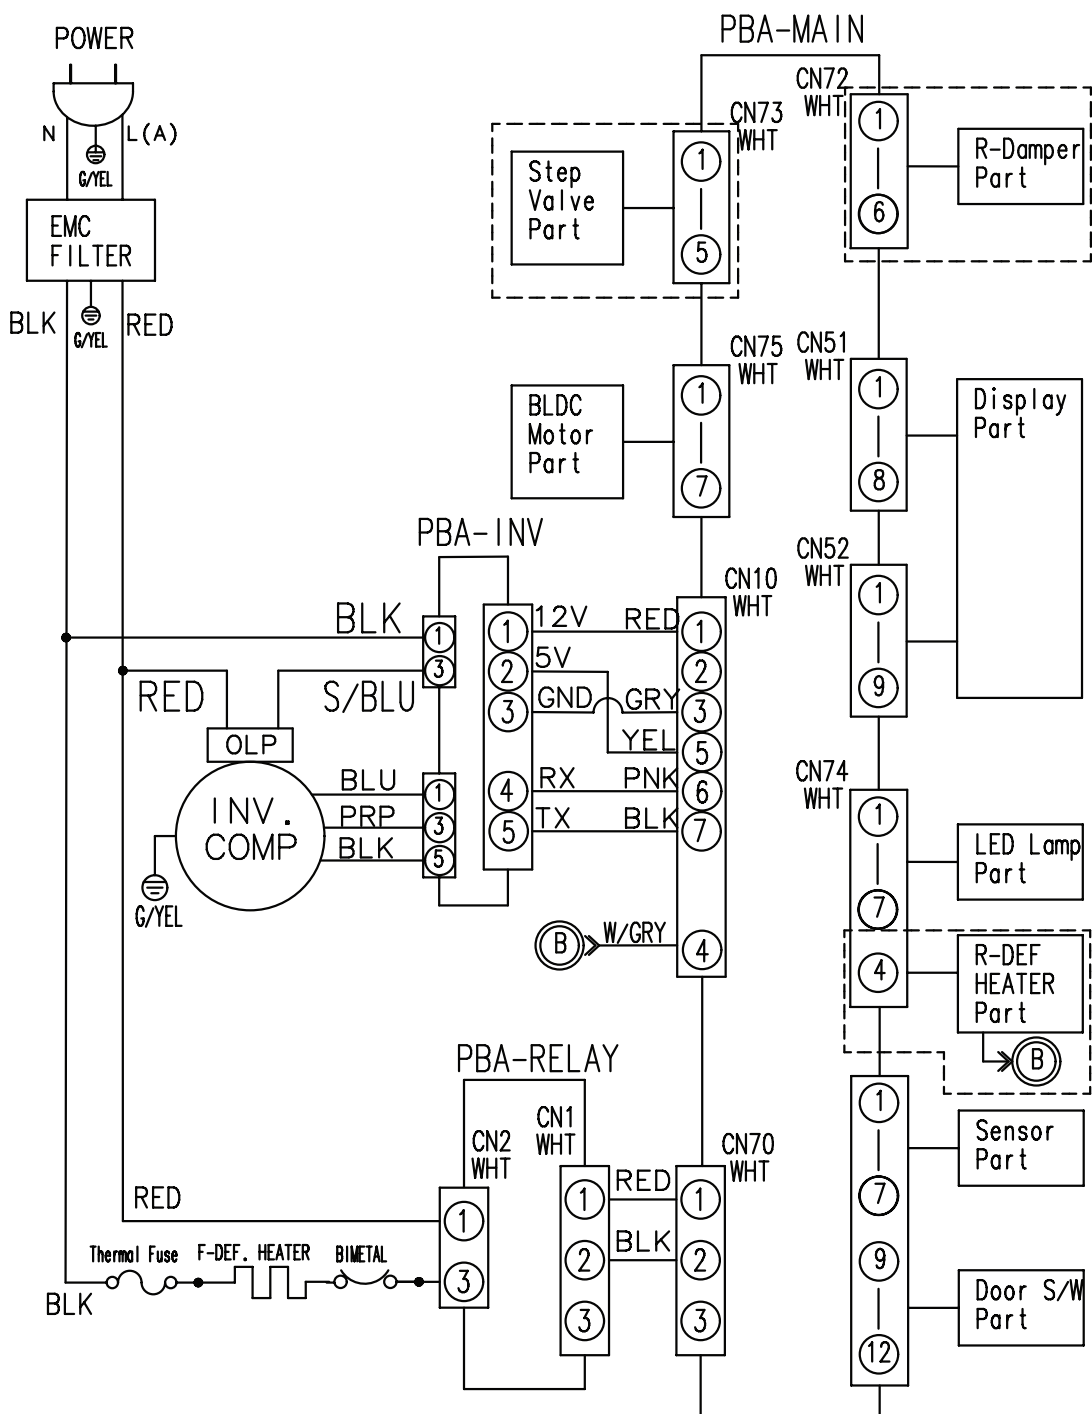 POWER
N
L(A)
G/YEL
EMC
FILTER
BLK
G/YEL
RED
PBA-MAIN
CN73
WHT
Step
Valve
Part
1
5
CN72
WHT
1
6
R-Damper
Part
CN75
WHT
BLDC
Motor
Part
1
7
CN51
WHT
1
8
Display
Part
CN52
WHT
1
9
PBA-INV
BLK
1
3
RED
S/BLU
OLP
INV.
COMP
G/YEL
BLU
1
PRP
3
BLK
5
CN10
WHT
1
12V
RED
1
2
5V
2
3
GND
GRY
3
YEL
5
4
RX
PNK
6
5
TX
BLK
7
B
W/GRY
4
CN74
WHT
1
7
4
LED Lamp
Part
R-DEF
HEATER
Part
B
PBA-RELAY
CN2
WHT
CN1
WHT
CN70
WHT
RED
1
3
1
RED
1
2
BLK
2
3
3
Thermal Fuse
F-DEF. HEATER
BIMETAL
BLK
1
7
Sensor
Part
9
12
Door S/W
Part